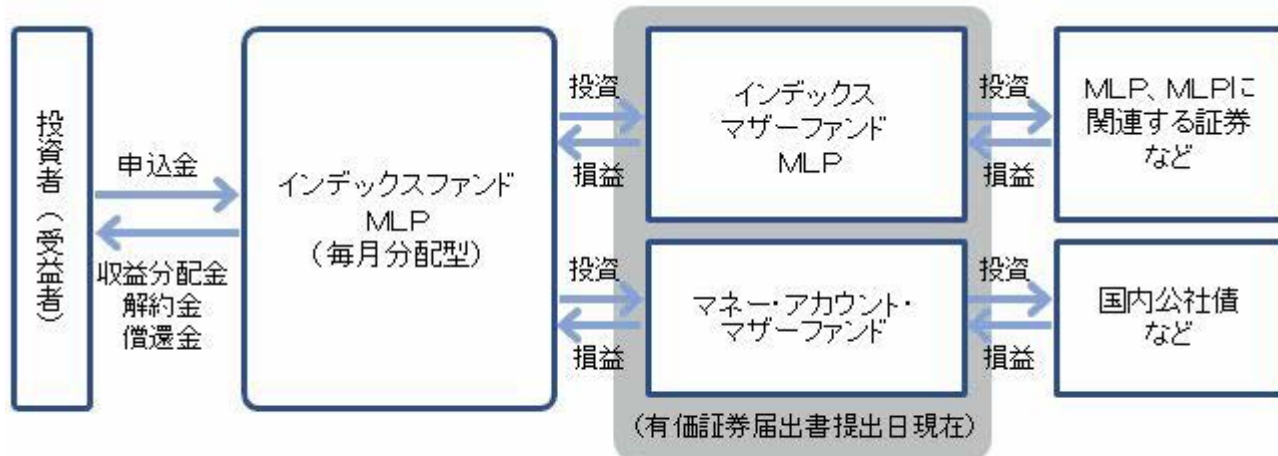 投資者（受益者）
申込金
収益分配金
解約金
償還金
インデックスファンド
MLP
（毎月分配型）
投資
損益
投資
損益
インデックス
マザーファンド
MLP
マネー・アカウント・
マザーファンド
（有価証券届出書提出日現在）
投資
損益
投資
損益
MLP、MLPに
関連する証券
など
国内公社債
など